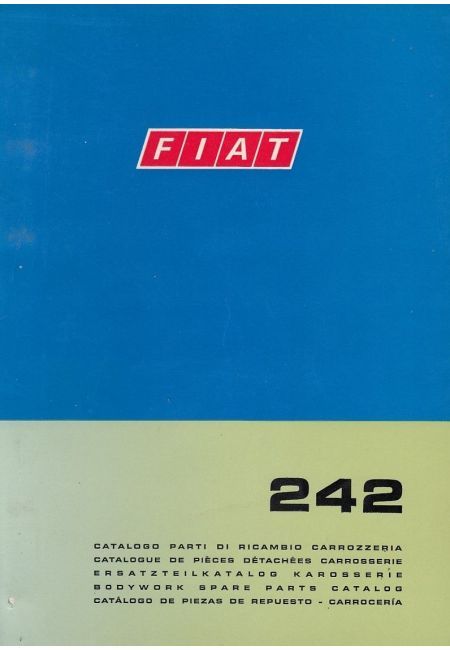 FIAT
242
CATALOGO PARTI DI RICAMBIO CARROZZERIA
CATALOGUE DE PIÈCES DÉTACHÉES CARROSSERIE
ERSATZTEILKATALOG KAROSSERIE
BODYWORK SPARE PARTS CATALOG
CATÁLOGO DE PIEZAS DE REPUESTO - CARROCERÍA